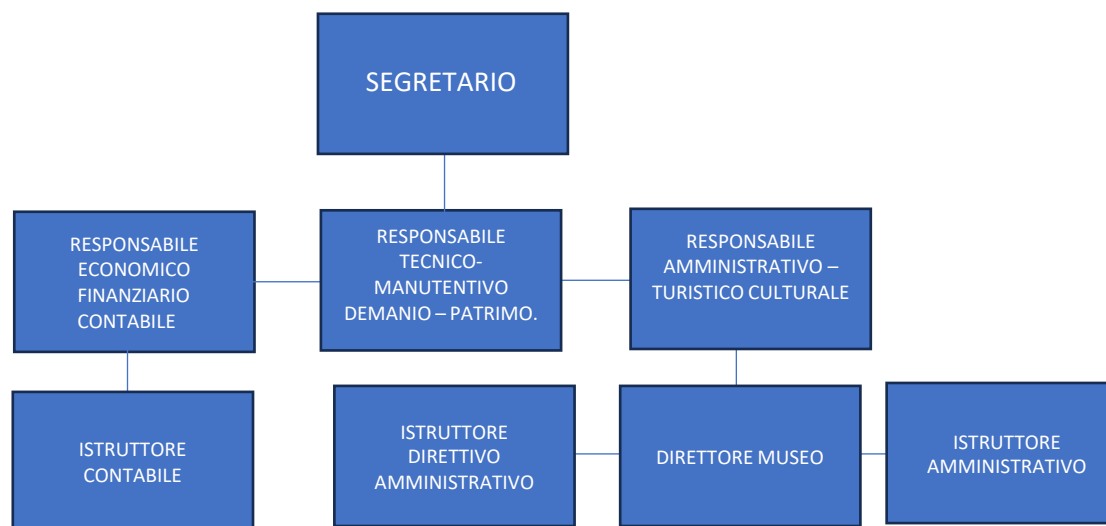 SEGRETARIO
RESPONSABILE
ECONOMICO
FINANZIARIO
CONTABILE
RESPONSABILE
TECNICO-
MANUTENTIVO
DEMANIO – PATRIMO.
RESPONSABILE
AMMINISTRATIVO –
TURISTICO CULTURALE
ISTRUTTORE
CONTABILE
ISTRUTTORE
DIRETTIVO
AMMINISTRATIVO
DIRETTORE MUSEO
ISTRUTTORE
AMMINISTRATIVO